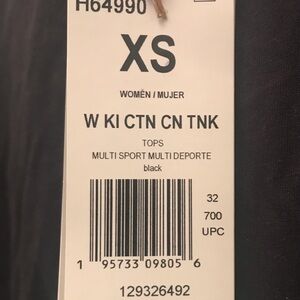 H64990
XS
WOMEN / MUJER
W KI CTN CN TNK
TOPS
MULTI SPORT MULTI DEPORTE
black
32
700
UPC
1 95733 09805 6
129326492